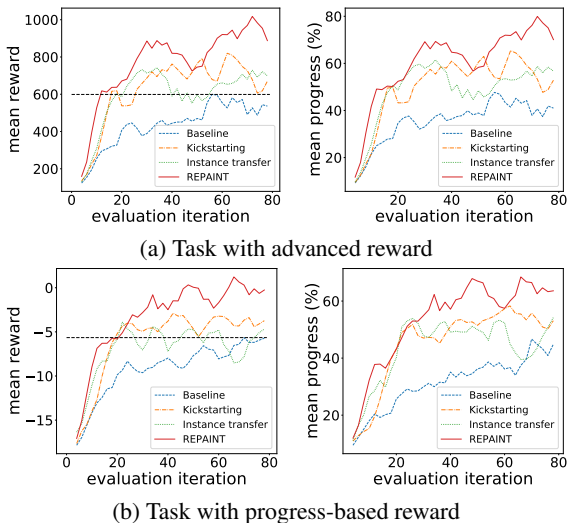 1000
800
600
400
200
mean reward
0
20
40
60
80
evaluation iteration
Baseline
Kickstarting
Instance transfer
REPAINT
80
60
40
20
mean progress (%)
0
20
40
60
80
evaluation iteration
Baseline
Kickstarting
Instance transfer
REPAINT
(a) Task with advanced reward
0
−5
−10
−15
mean reward
0
20
40
60
80
evaluation iteration
Baseline
Kickstarting
Instance transfer
REPAINT
60
40
20
mean progress (%)
0
20
40
60
80
evaluation iteration
Baseline
Kickstarting
Instance transfer
REPAINT
(b) Task with progress-based reward